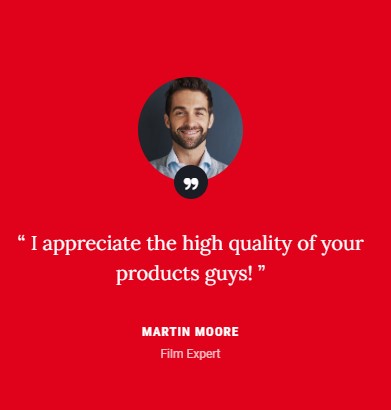 “ I appreciate the high quality of your
products guys! ”
MARTIN MOORE
Film Expert